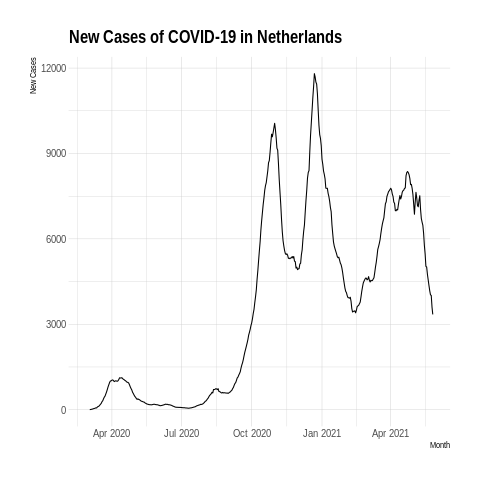 New Cases of COVID-19 in Netherlands
New Cases
12000
9000
6000
3000
0
Apr 2020 Jul 2020 Oct 2020 Jan 2021 Apr 2021
Month